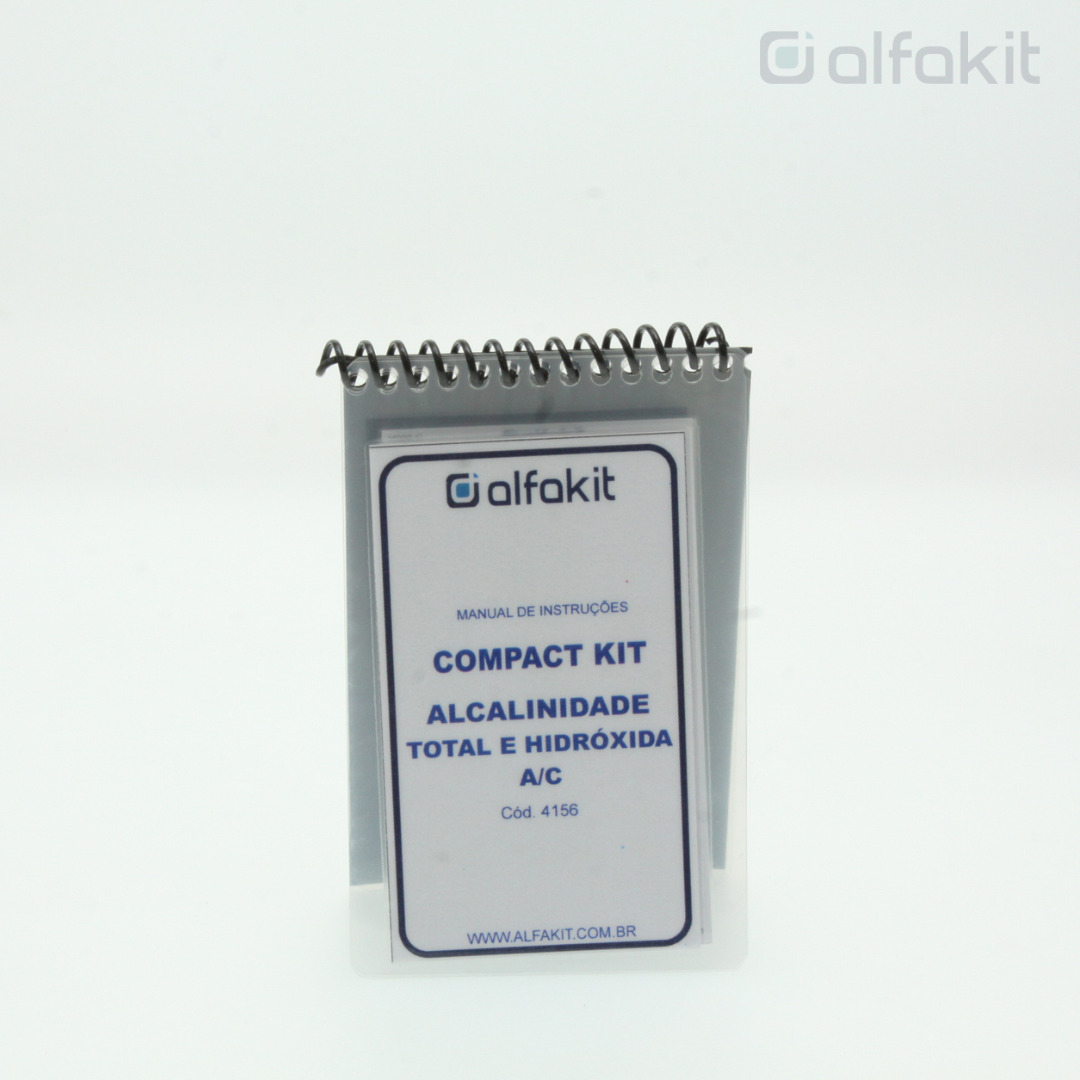 alfakit
alfakit
MANUAL DE INSTRUÇÕES
COMPACT KIT
ALCALINIDADE
TOTAL E HIDRÓXIDA
A/C
Cód. 4156
WWW.ALFAKIT.COM.BR